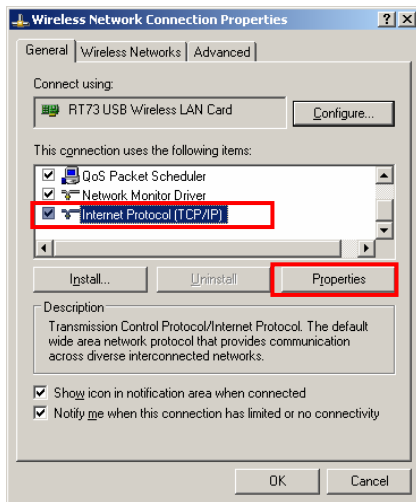 Wireless Network Connection Properties
General Wireless Networks Advanced
Connect using:
RT73 USB Wireless LAN Card Configure...
This connection uses the following items:
QoS Packet Scheduler
Network Monitor Driver
Internet Protocol (TCP/IP)
Install... Uninstall Properties
Description
Transmission Control Protocol/Internet Protocol. The default
wide area network protocol that provides communication
across diverse interconnected networks.
Show icon in notification area when connected
Notify me when this connection has limited or no connectivity
OK Cancel